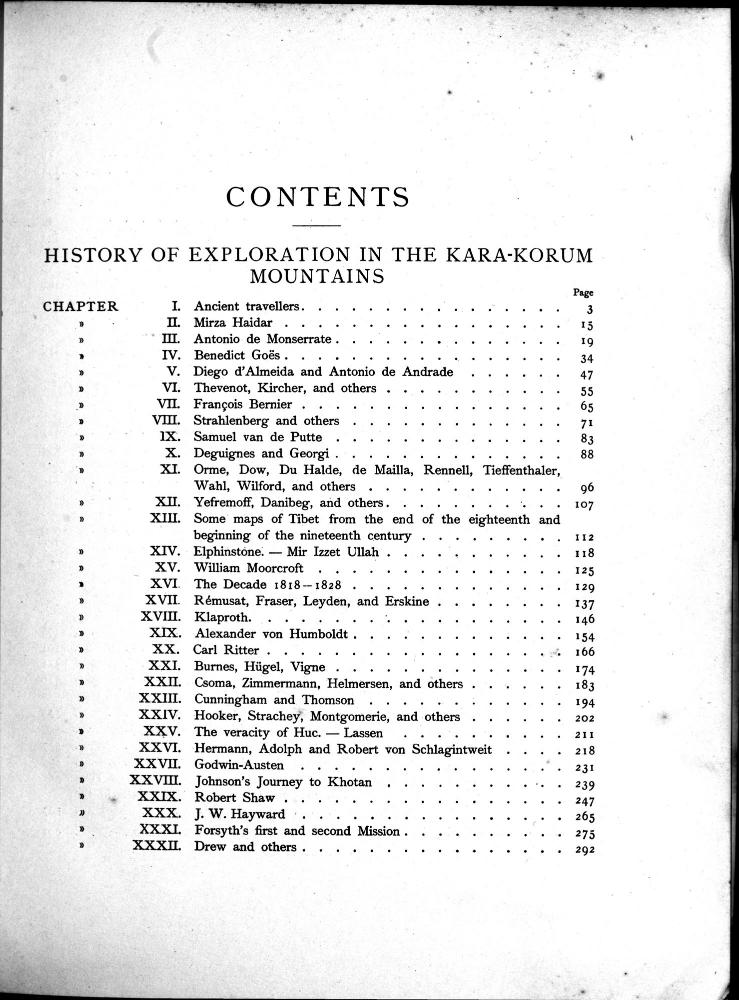 CONTENTS
HISTORY OF EXPLORATION IN THE KARA-KORUM
MOUNTAINS
Page
CHAPTER I. Ancient travellers. . . . . . . . . . . . . . . . . 3
» II. Mirza Haidar . . . . . . . . . . . . . . . . . . 15
» III. Antonio de Monserrate . . . . . . . . . . . . . . . 19
» IV. Benedict Goës . . . . . . . . . . . . . . . . . . 34
» V. Diego d'Almeida and Antonio de Andrade . . . . . . 47
» VI. Thevenot, Kircher, and others . . . . . . . . . . . 55
» VII. François Bernier . . . . . . . . . . . . . . . . . 65
» VIII. Strahlenberg and others . . . . . . . . . . . . . . 71
» IX. Samuel van de Putte . . . . . . . . . . . . . . . 83
» X. Deguignes and Georgi . . . . . . . . . . . . . . . 88
» XI. Orme, Dow, Du Halde, de Mailla, Rennell, Tieffenthaler,
Wahl, Wilford, and others . . . . . . . . . . . . 96
» XII. Yefremoff, Danibeg, and others . . . . . . . . . . . 107
» XIII. Some maps of Tibet from the end of the eighteenth and
beginning of the nineteenth century . . . . . . . . . 112
» XIV. Elphinstone. — Mir Izzet Ullah . . . . . . . . . . . 118
» XV. William Moorcroft . . . . . . . . . . . . . . . . 125
» XVI. The Decade 1818–1828 . . . . . . . . . . . . . . 129
» XVII. Rémusat, Fraser, Leyden, and Erskine . . . . . . . . 137
» XVIII. Klaproth. . . . . . . . . . . . . . . . . . . . 146
» XIX. Alexander von Humboldt . . . . . . . . . . . . . . 154
» XX. Carl Ritter . . . . . . . . . . . . . . . . . . . 166
» XXI. Burnes, Hügel, Vigne . . . . . . . . . . . . . . . 174
» XXII. Csoma, Zimmermann, Helmersen, and others . . . . . . 183
» XXIII. Cunningham and Thomson . . . . . . . . . . . . . 194
» XXIV. Hooker, Strachey, Montgomerie, and others . . . . . . 202
» XXV. The veracity of Huc. — Lassen . . . . . . . . . . 211
» XXVI. Hermann, Adolph and Robert von Schlagintweit . . . . 218
» XXVII. Godwin-Austen . . . . . . . . . . . . . . . . . 231
» XXVIII. Johnson's Journey to Khotan . . . . . . . . . . . 239
» XXIX. Robert Shaw . . . . . . . . . . . . . . . . . . 247
» XXX. J. W. Hayward . . . . . . . . . . . . . . . . . 265
» XXXI. Forsyth's first and second Mission . . . . . . . . . . 275
» XXXII. Drew and others . . . . . . . . . . . . . . . . . 292